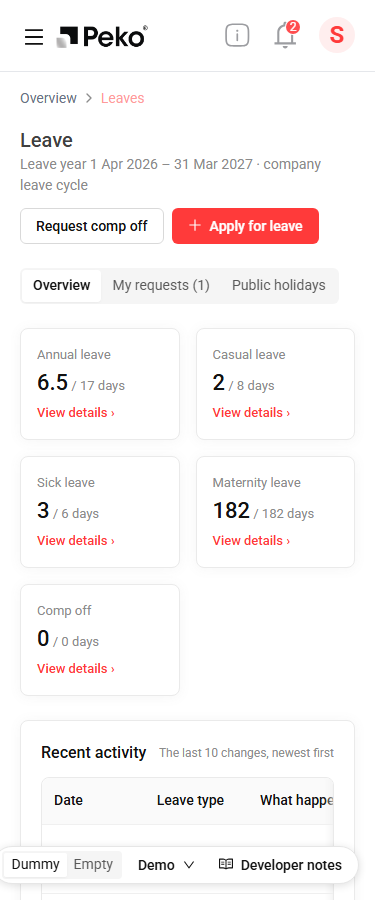 Peko
2
S
Overview > Leaves
Leave
Leave year 1 Apr 2026 – 31 Mar 2027 · company
leave cycle
Request comp off
+ Apply for leave
Overview
My requests (1)
Public holidays
Annual leave
6.5 / 17 days
View details ›
Casual leave
2 / 8 days
View details ›
Sick leave
3 / 6 days
View details ›
Maternity leave
182 / 182 days
View details ›
Comp off
0 / 0 days
View details ›
Recent activity
The last 10 changes, newest first
Date
Leave type
What happe
Dummy
Empty
Demo
Developer notes